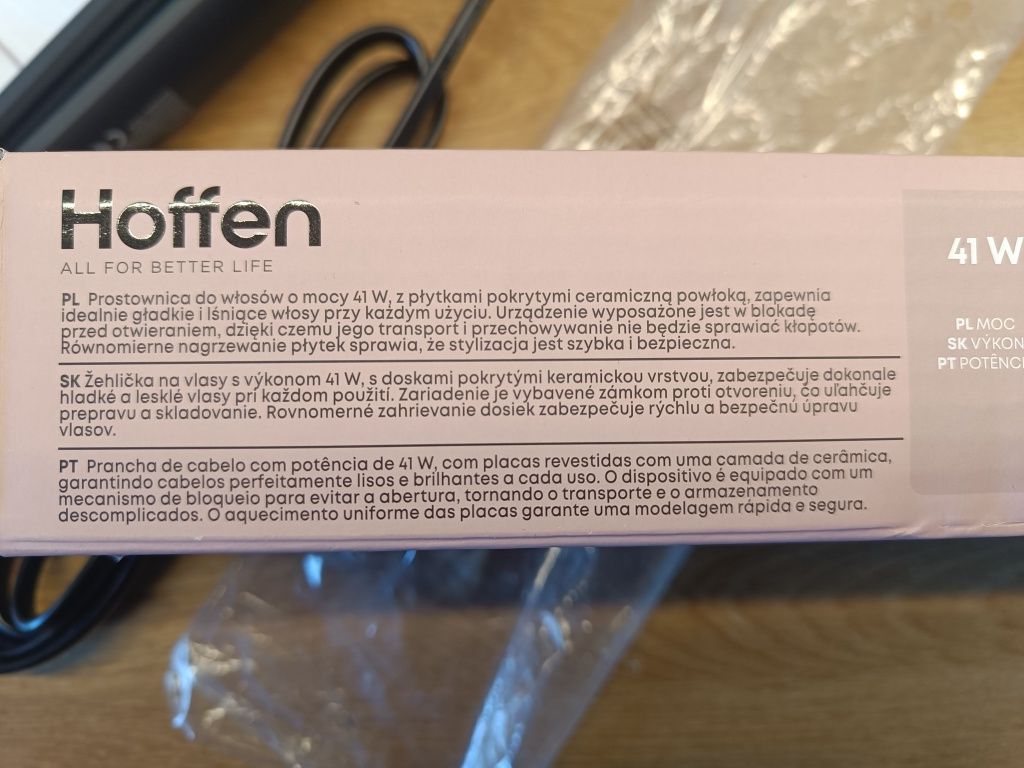 Hoffen
ALL FOR BETTER LIFE
PL Prostownica do włosów o mocy 41 W, z płytkami pokrytymi ceramiczną powłoką, zapewnia
idealnie gładkie i lśniące włosy przy każdym użyciu. Urządzenie wyposażone jest w blokadę
przed otwieraniem, dzięki czemu jego transport i przechowywanie nie będzie sprawiać kłopotów.
Równomierne nagrzewanie płytek sprawia, że stylizacja jest szybka i bezpieczna.
SK Žehlička na vlasy s výkonom 41 W, s doskami pokrytými keramickou vrstvou, zabezpečuje dokonale
hladké a lesklé vlasy pri každom použití. Zariadenie je vybavené zámkom proti otvoreniu, čo uľahčuje
prepravu a skladovanie. Rovnomerné zahrievanie dosiek zabezpečuje rýchlu a bezpečnú úpravu
vlasov.
PT Prancha de cabelo com potência de 41 W, com placas revestidas com uma camada de cerâmica,
garantindo cabelos perfeitamente lisos e brilhantes a cada uso. O dispositivo é equipado com um
mecanismo de bloqueio para evitar a abertura, tornando o transporte e o armazenamento
descomplicados. O aquecimento uniforme das placas garante uma modelagem rápida e segura.
41 W
PL MOC
SK VÝKON
PT POTÊNCI